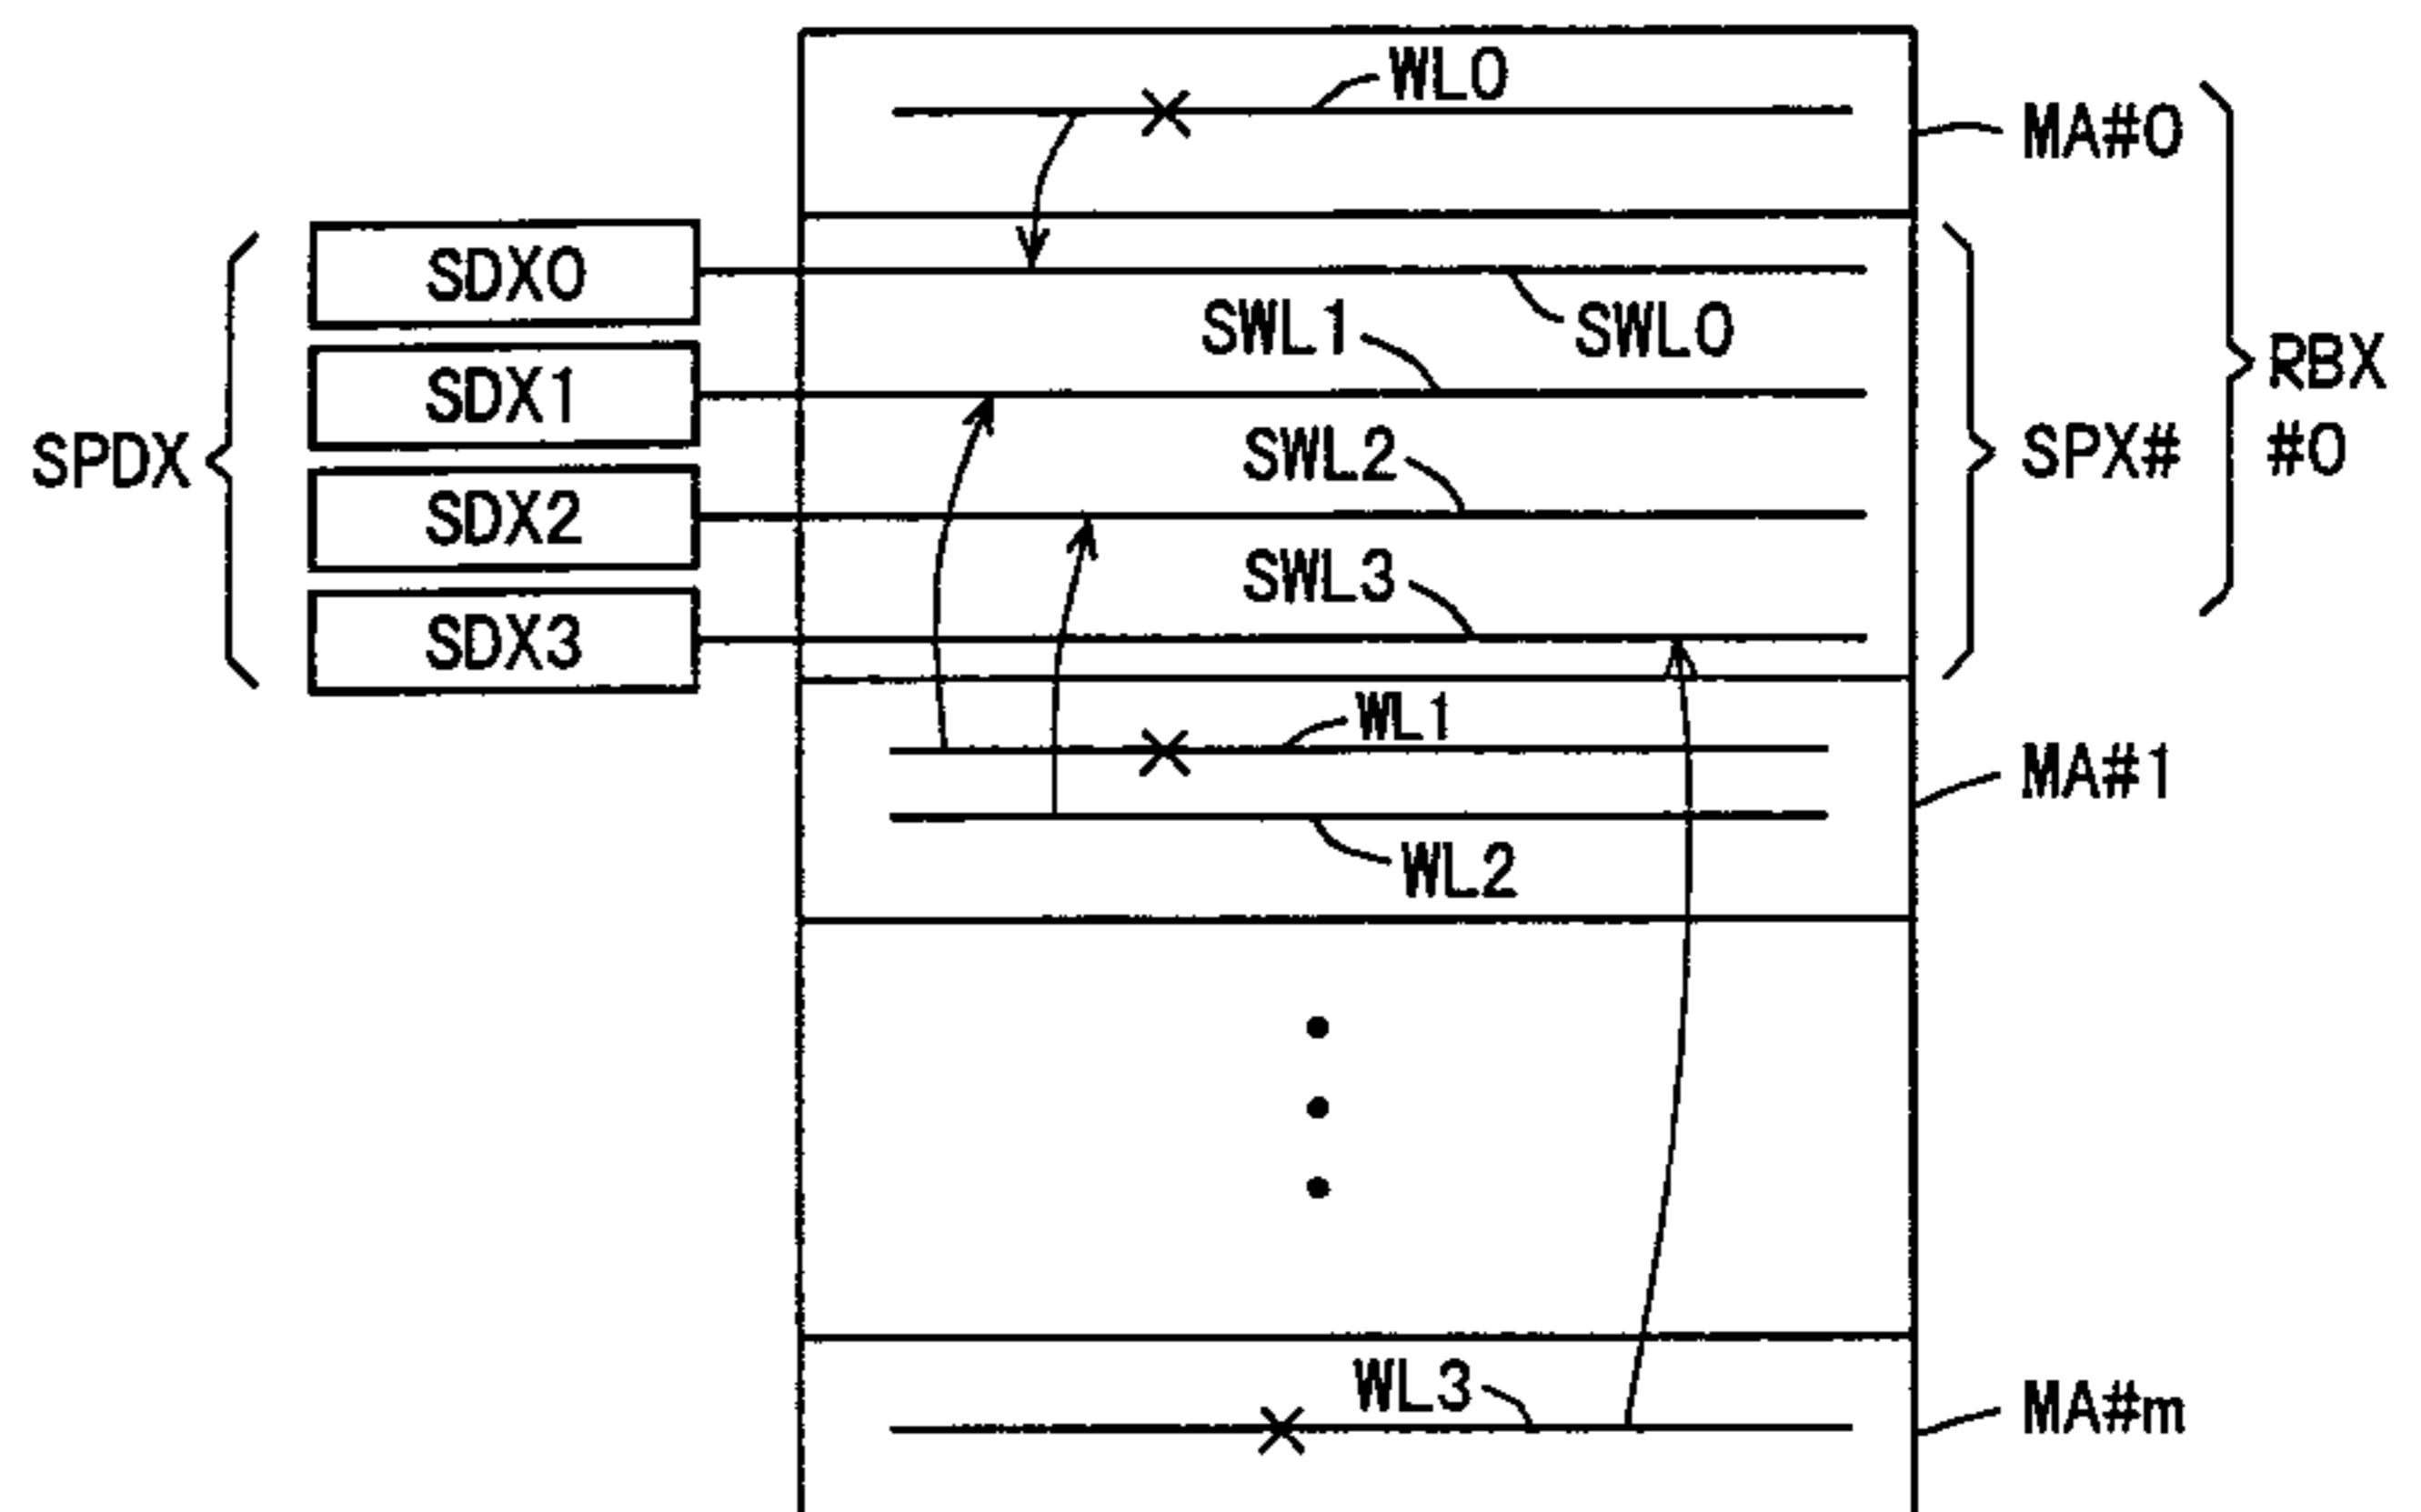 WL0
MA#0
SDX0
SWL1
SWL0
RBX
#0
SDX1
SPDX
SWL2
SPX#
SDX2
SWL3
SDX3
WL1
MA#1
WL2
WL3
MA#m